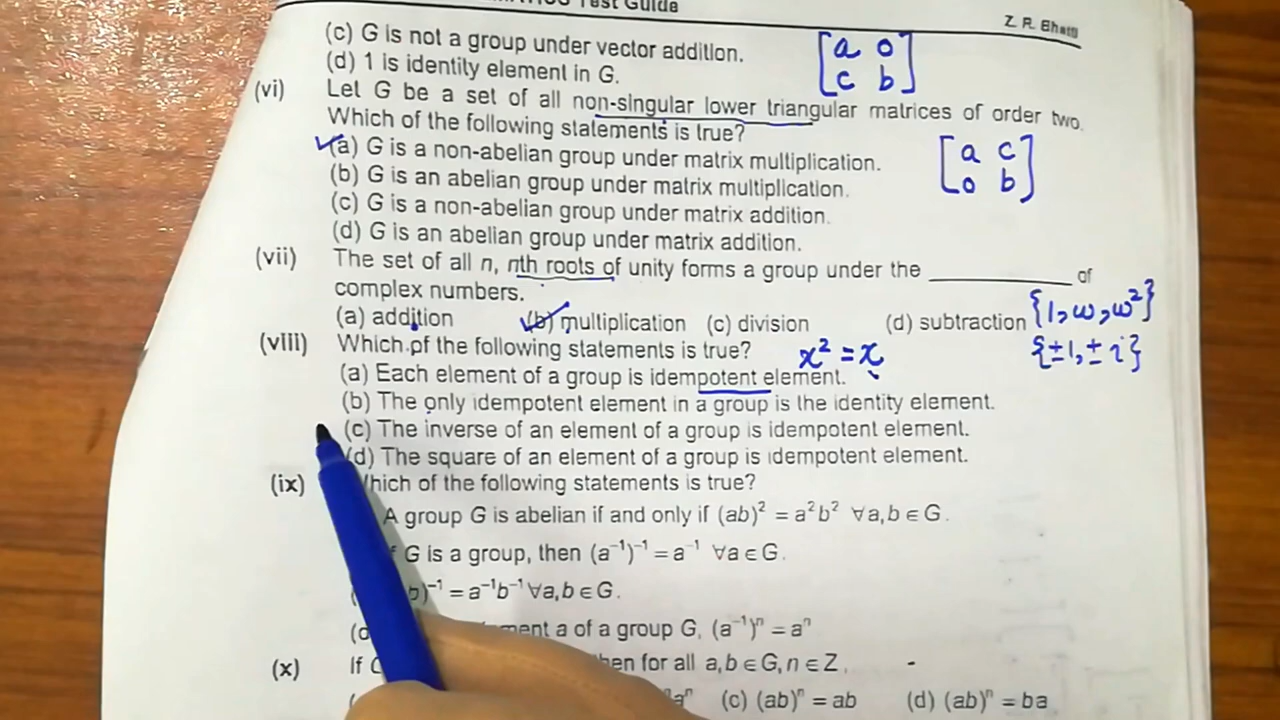 Test Guide
Z. R. Bhatti
(c) G is not a group under vector addition.
(d) 1 is identity element in G.
[a 0
c b]
(vi) Let G be a set of all non-singular lower triangular matrices of order two.
Which of the following statements is true?
(a) G is a non-abelian group under matrix multiplication.
(b) G is an abelian group under matrix multiplication.
(c) G is a non-abelian group under matrix addition.
(d) G is an abelian group under matrix addition.
[a c
0 b]
(vii) The set of all n, nth roots of unity forms a group under the ____________ of
complex numbers.
(a) addition (b) multiplication (c) division (d) subtraction
{1, ω, ω²}
{±1, ± i}
(viii) Which of the following statements is true?
x² = x
(a) Each element of a group is idempotent element.
(b) The only idempotent element in a group is the identity element.
(c) The inverse of an element of a group is idempotent element.
(d) The square of an element of a group is idempotent element.
(ix) Which of the following statements is true?
A group G is abelian if and only if (ab)² = a²b² ∀a,b∈G.
G is a group, then (a⁻¹)⁻¹ = a⁻¹ ∀a∈G.
b)⁻¹ = a⁻¹b⁻¹ ∀a,b∈G.
(d a of a group G, (a⁻¹)ⁿ = aⁿ
(x) If for all a,b∈G,n∈Z.
aⁿ (c) (ab)ⁿ = ab (d) (ab)ⁿ = ba